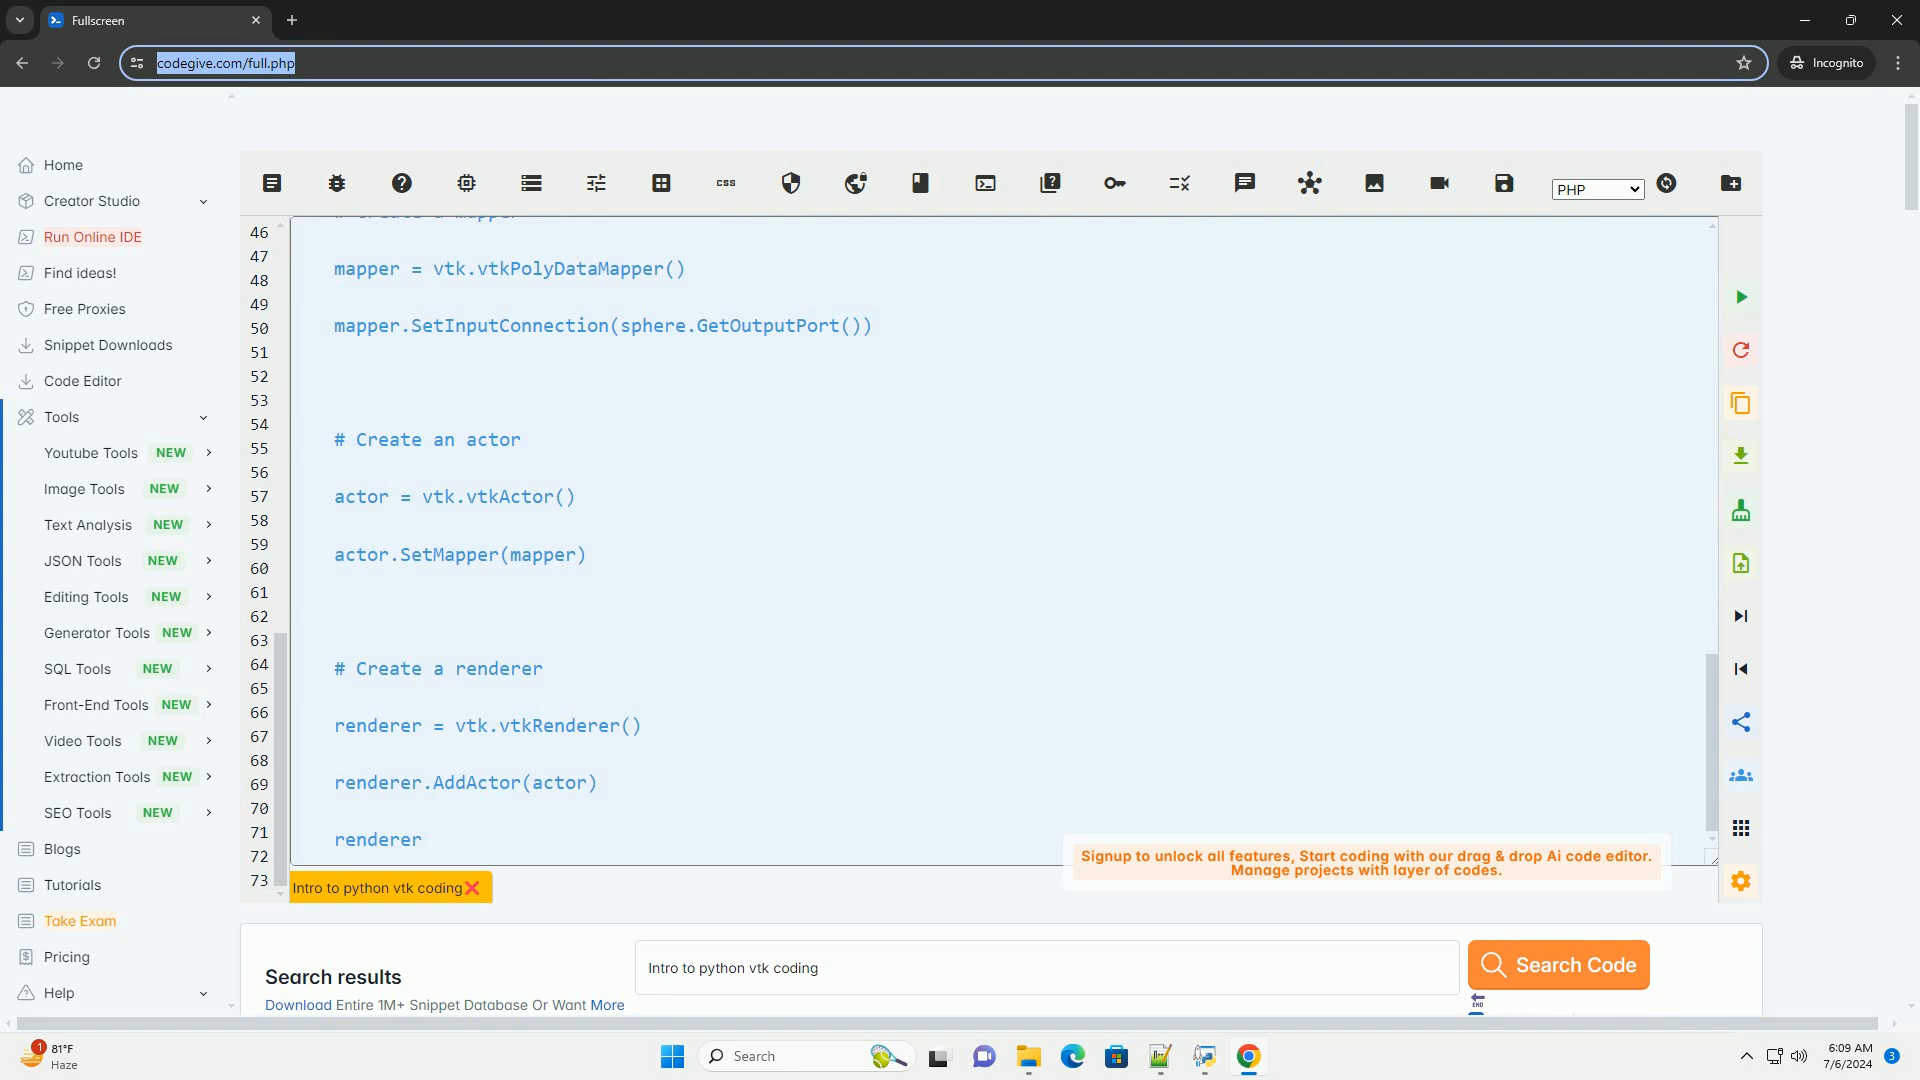 Fullscreen
codegive.com/full.php
Incognito
Home
Creator Studio
Run Online IDE
Find ideas!
Free Proxies
Snippet Downloads
Code Editor
Tools
Youtube Tools NEW
Image Tools NEW
Text Analysis NEW
JSON Tools NEW
Editing Tools NEW
Generator Tools NEW
SQL Tools NEW
Front-End Tools NEW
Video Tools NEW
Extraction Tools NEW
SEO Tools NEW
Blogs
Tutorials
Take Exam
Pricing
Help
css
PHP
46
47
48
49
50
51
52
53
54
55
56
57
58
59
60
61
62
63
64
65
66
67
68
69
70
71
72
73
# Create a mapper
mapper = vtk.vtkPolyDataMapper()
mapper.SetInputConnection(sphere.GetOutputPort())
# Create an actor
actor = vtk.vtkActor()
actor.SetMapper(mapper)
# Create a renderer
renderer = vtk.vtkRenderer()
renderer.AddActor(actor)
renderer
Signup to unlock all features, Start coding with our drag & drop Ai code editor.
Manage projects with layer of codes.
Intro to python vtk coding
Search results
Download Entire 1M+ Snippet Database Or Want More
Intro to python vtk coding
Search Code
END
1
81°F
Haze
Search
6:09 AM
7/6/2024
3